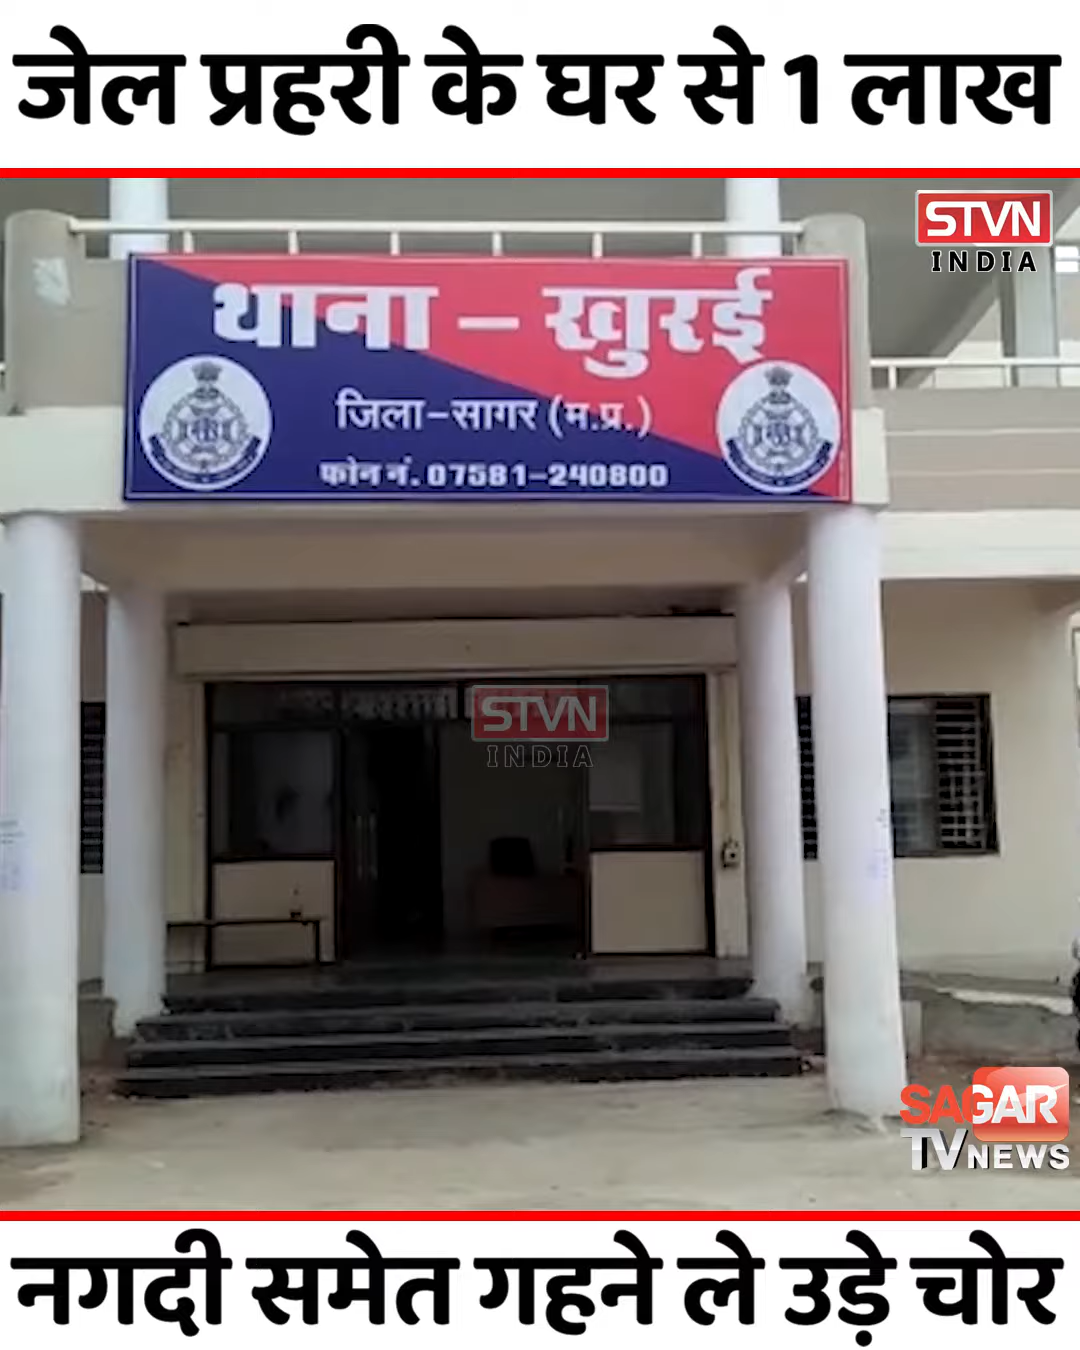 जेल प्रहरी के घर से 1 लाख
STVN
INDIA
थाना – खुरई
जिला–सागर (म.प्र.)
फोन नं. 07581–240800
STVN
INDIA
SAGAR
TV NEWS
नगदी समेत गहने ले उड़े चोर